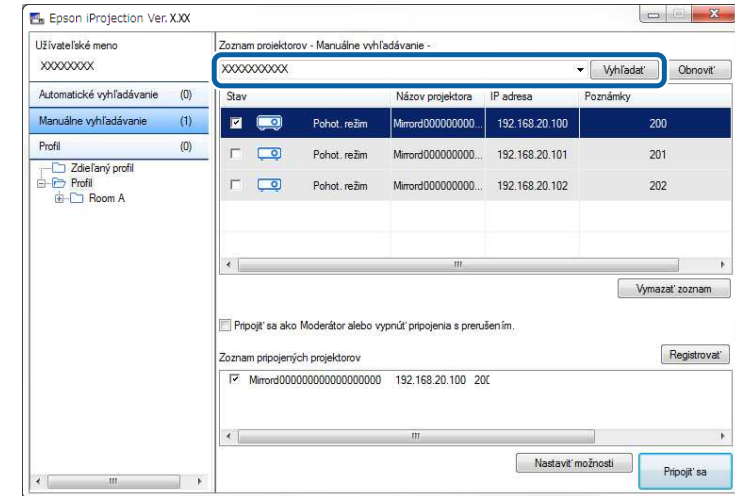 Epson iProjection Ver. X.XX
Užívateľské meno
XXXXXXXX
Automatické vyhľadávanie (0)
Manuálne vyhľadávanie (1)
Profil (0)
Zdieľaný profil
Profil
Room A
Zoznam projektorov - Manuálne vyhľadávanie -
XXXXXXXXXX Vyhľadať Obnoviť
Stav Názov projektora IP adresa Poznámky
Pohot. režim Mirrord000000000... 192.168.20.100 200
Pohot. režim Mirrord000000000... 192.168.20.101 201
Pohot. režim Mirrord000000000... 192.168.20.102 202
Vymazať zoznam
Pripojiť sa ako Moderátor alebo vypnúť pripojenia s prerušením.
Zoznam pripojených projektorov Registrovať
Mirrord000000000000000000 192.168.20.100 200
Nastaviť možnosti Pripojiť sa